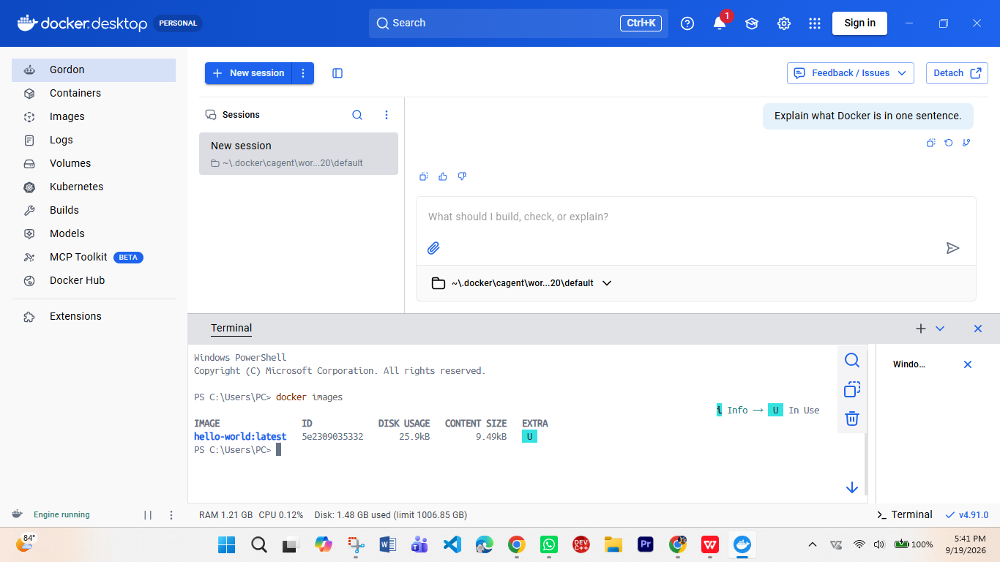 docker.desktop PERSONAL
Search
Ctrl+K
1
Sign in
Gordon
Containers
Images
Logs
Volumes
Kubernetes
Builds
Models
MCP Toolkit BETA
Docker Hub
Extensions
New session
Feedback / Issues
Detach
Sessions
New session
~\.docker\cagent\wor...20\default
Explain what Docker is in one sentence.
What should I build, check, or explain?
~\.docker\cagent\wor...20\default
Terminal
Windows PowerShell
Copyright (C) Microsoft Corporation. All rights reserved.
PS C:\Users\PC> docker images
i Info → U In Use
IMAGE ID DISK USAGE CONTENT SIZE EXTRA
hello-world:latest 5e2309035332 25.9kB 9.49kB U
PS C:\Users\PC>
Windo...
Engine running
RAM 1.21 GB CPU 0.12% Disk: 1.48 GB used (limit 1006.85 GB)
Terminal
v4.91.0
84°
DEV C++
Pr
100%
5:41 PM
9/19/2026